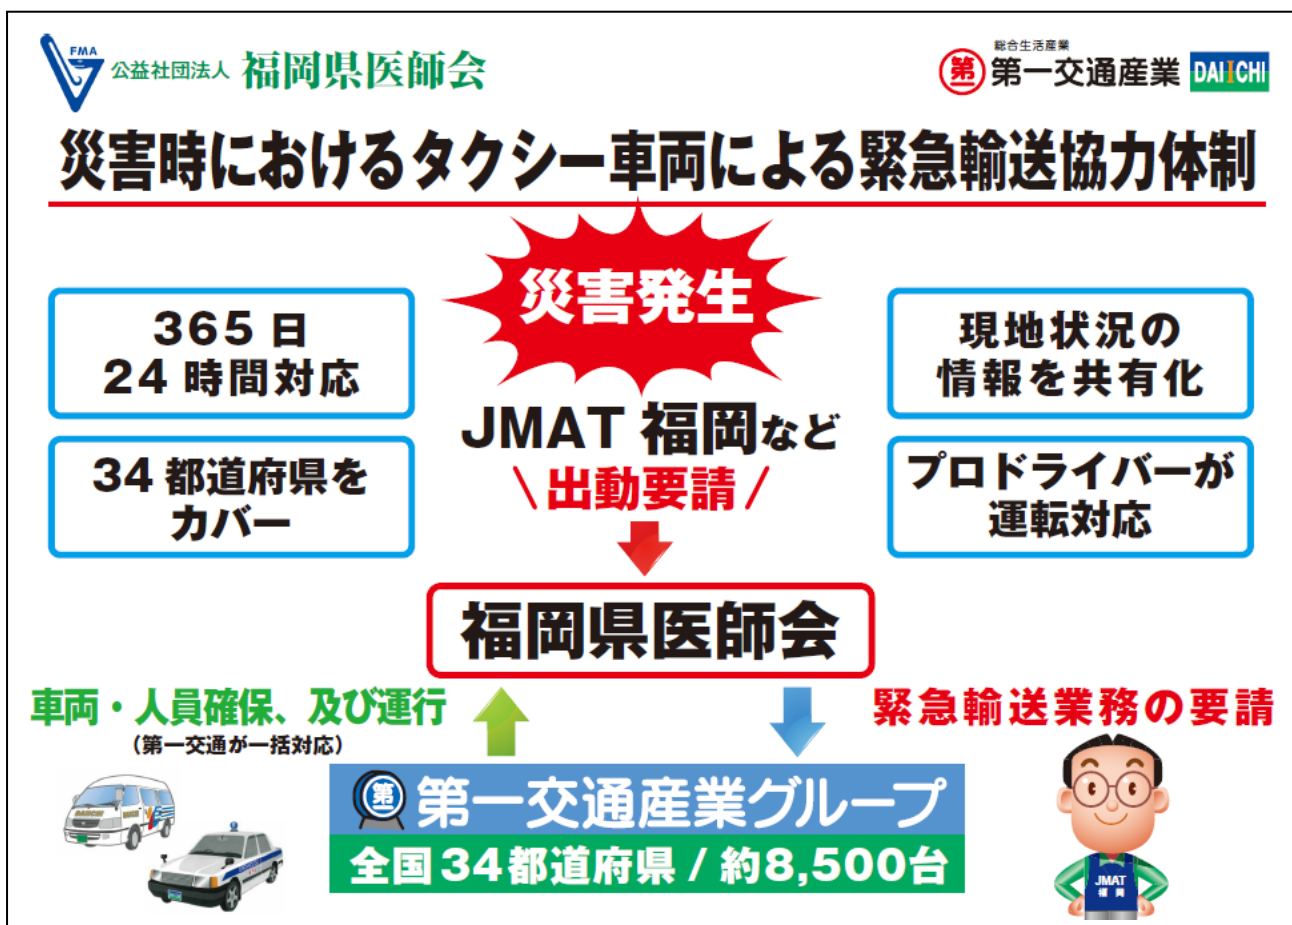 FMA
公益社団法人 福岡県医師会
総合生活産業
第 第一交通産業 DAIICHI
災害時におけるタクシー車両による緊急輸送協力体制
災害発生
365日
24時間対応
現地状況の
情報を共有化
JMAT 福岡など
\ 出動要請 /
34都道府県を
カバー
プロドライバーが
運転対応
福岡県医師会
車両・人員確保、及び運行
(第一交通が一括対応)
緊急輸送業務の要請
第 第一交通産業グループ
全国34都道府県 / 約8,500台
DAIICHI
JMAT
福岡